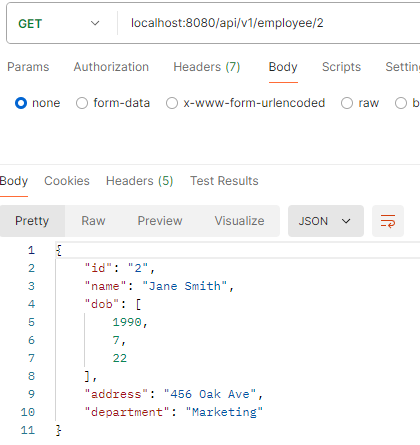 GET localhost:8080/api/v1/employee/2
Params Authorization Headers (7) Body Scripts Settin
none form-data x-www-form-urlencoded raw b
Body Cookies Headers (5) Test Results
Pretty Raw Preview Visualize JSON
1 {
2 "id": "2",
3 "name": "Jane Smith",
4 "dob": [
5 1990,
6 7,
7 22
8 ],
9 "address": "456 Oak Ave",
10 "department": "Marketing"
11 }